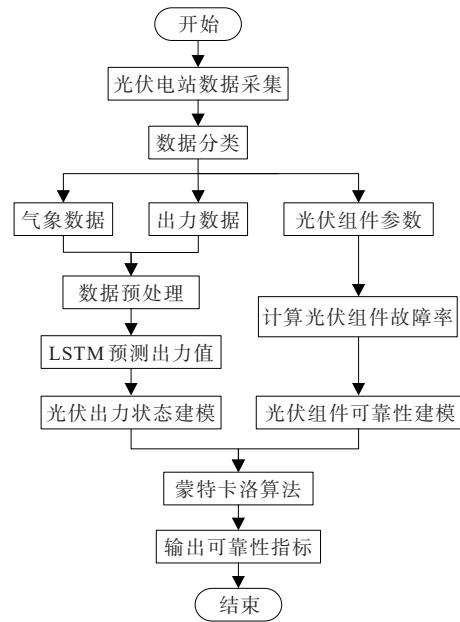 开始
光伏电站数据采集
数据分类
气象数据
出力数据
光伏组件参数
数据预处理
计算光伏组件故障率
LSTM预测出力值
光伏出力状态建模
光伏组件可靠性建模
蒙特卡洛算法
输出可靠性指标
结束